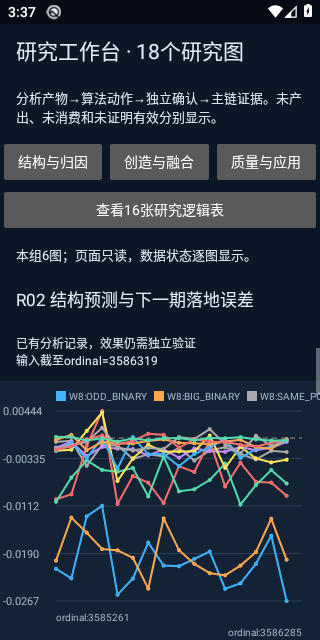 3:37
研究工作台 · 18个研究图
分析产物→算法动作→独立确认→主链证据。未产
出、未消费和未证明有效分别显示。
结构与归因
创造与融合
质量与应用
查看16张研究逻辑表
本组6图；页面只读，数据状态逐图显示。
R02 结构预测与下一期落地误差
已有分析记录，效果仍需独立验证
输入截至ordinal=3586319
W8:ODD_BINARY
W8:BIG_BINARY
W8:SAME_PO
0.00444
-0.00335
-0.0112
-0.0190
-0.0267
ordinal:3585261
ordinal:3586285